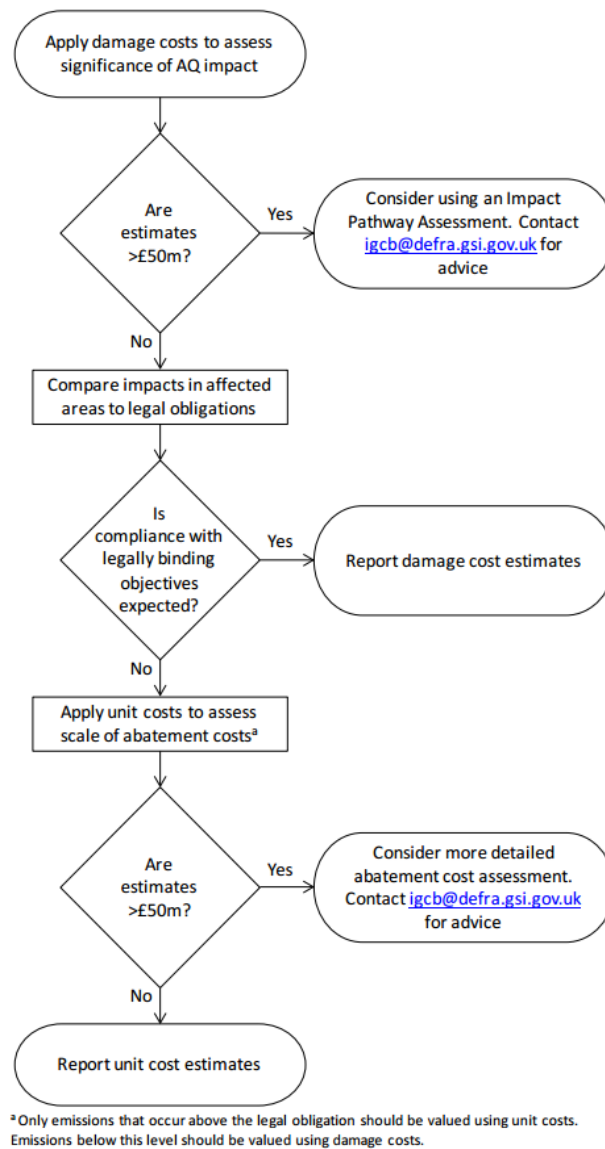 Apply damage costs to assess
significance of AQ impact
Are
estimates
>£50m?
Yes
Consider using an Impact
Pathway Assessment. Contact
igcb@defra.gsi.gov.uk for
advice
No
Compare impacts in affected
areas to legal obligations
Is
compliance with
legally binding
objectives
expected?
Yes
Report damage cost estimates
No
Apply unit costs to assess
scale of abatement costsᵃ
Are
estimates
>£50m?
Yes
Consider more detailed
abatement cost assessment.
Contact igcb@defra.gsi.gov.uk
for advice
No
Report unit cost estimates
ᵃ Only emissions that occur above the legal obligation should be valued using unit costs.
Emissions below this level should be valued using damage costs.